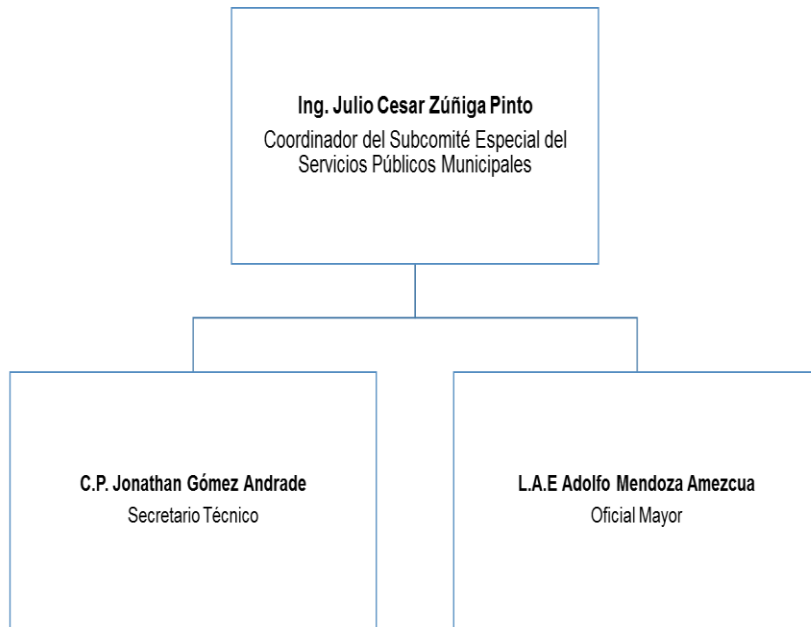 Ing. Julio Cesar Zúñiga Pinto
Coordinador del Subcomité Especial del
Servicios Públicos Municipales
C.P. Jonathan Gómez Andrade
Secretario Técnico
L.A.E Adolfo Mendoza Amezcua
Oficial Mayor